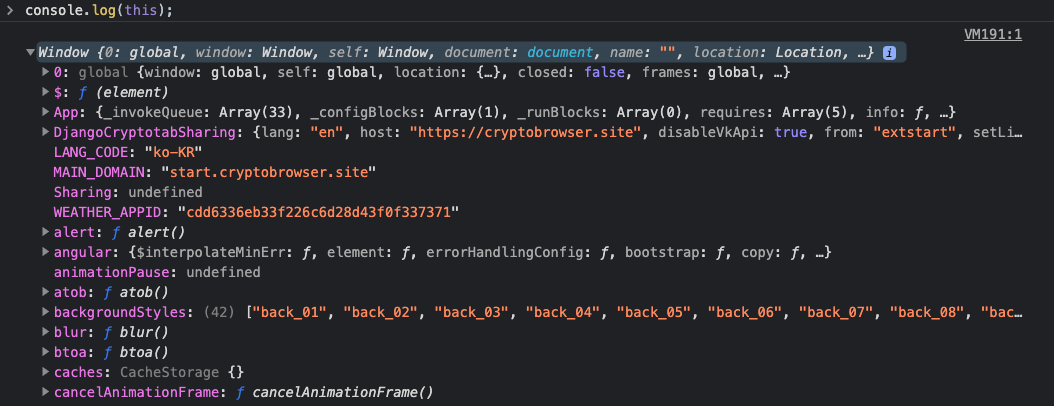 > console.log(this);
VM191:1
▼Window {0: global, window: Window, self: Window, document: document, name: "", location: Location, …} i
▶0: global {window: global, self: global, location: {…}, closed: false, frames: global, …}
▶$: ƒ (element)
▶App: {_invokeQueue: Array(33), _configBlocks: Array(1), _runBlocks: Array(0), requires: Array(5), info: ƒ, …}
▶DjangoCryptotabSharing: {lang: "en", host: "https://cryptobrowser.site", disableVkApi: true, from: "extstart", setLi…
LANG_CODE: "ko-KR"
MAIN_DOMAIN: "start.cryptobrowser.site"
Sharing: undefined
WEATHER_APPID: "cdd6336eb33f226c6d28d43f0f337371"
▶alert: ƒ alert()
▶angular: {$interpolateMinErr: ƒ, element: ƒ, errorHandlingConfig: ƒ, bootstrap: ƒ, copy: ƒ, …}
animationPause: undefined
▶atob: ƒ atob()
▶backgroundStyles: (42) ["back_01", "back_02", "back_03", "back_04", "back_05", "back_06", "back_07", "back_08", "bac…
▶blur: ƒ blur()
▶btoa: ƒ btoa()
▶caches: CacheStorage {}
▶cancelAnimationFrame: ƒ cancelAnimationFrame()